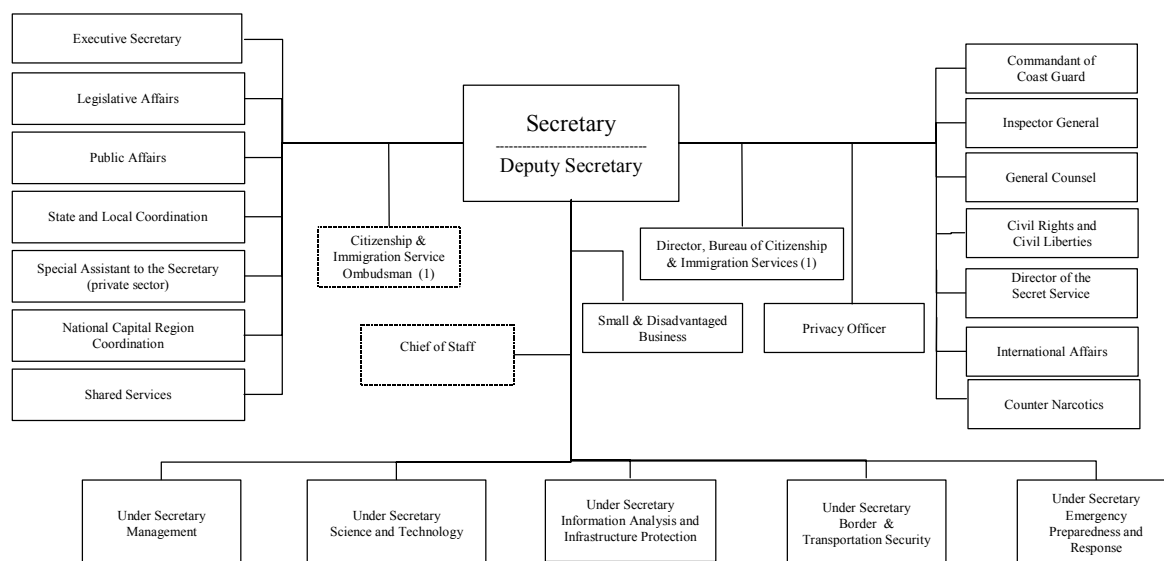 Executive Secretary
Legislative Affairs
Public Affairs
State and Local Coordination
Special Assistant to the Secretary
(private sector)
National Capital Region
Coordination
Shared Services
Secretary
Deputy Secretary
Citizenship &
Immigration Service
Ombudsman (1)
Chief of Staff
Small & Disadvantaged
Business
Director, Bureau of Citizenship
& Immigration Services (1)
Privacy Officer
Commandant of
Coast Guard
Inspector General
General Counsel
Civil Rights and
Civil Liberties
Director of the
Secret Service
International Affairs
Counter Narcotics
Under Secretary
Management
Under Secretary
Science and Technology
Under Secretary
Information Analysis and
Infrastructure Protection
Under Secretary
Border &
Transportation Security
Under Secretary
Emergency
Preparedness and
Response